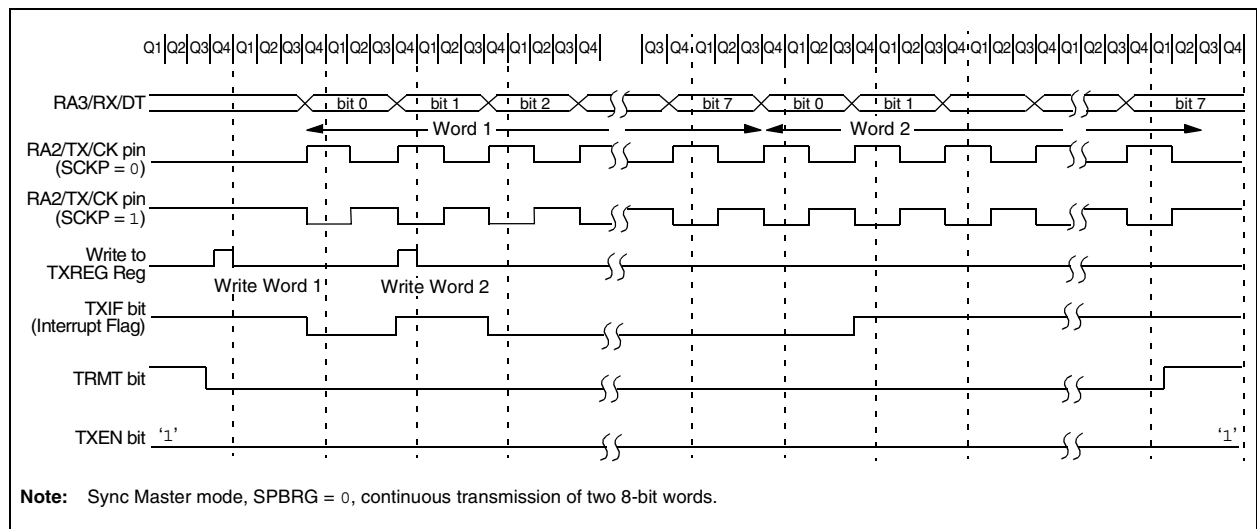 Q1 Q2 Q3 Q4 Q1 Q2 Q3 Q4 Q1 Q2 Q3 Q4 Q1 Q2 Q3 Q4 Q1 Q2 Q3 Q4 Q3 Q4 Q1 Q2 Q3 Q4 Q1 Q2 Q3 Q4 Q1 Q2 Q3 Q4 Q1 Q2 Q3 Q4 Q1 Q2 Q3 Q4 Q1 Q2 Q3 Q4
RA3/RX/DT bit 0 bit 1 bit 2 bit 7 bit 0 bit 1 bit 7
Word 1 Word 2
RA2/TX/CK pin
(SCKP = 0)
RA2/TX/CK pin
(SCKP = 1)
Write to
TXREG Reg
Write Word 1 Write Word 2
TXIF bit
(Interrupt Flag)
TRMT bit
TXEN bit '1' '1'
Note: Sync Master mode, SPBRG = 0, continuous transmission of two 8-bit words.